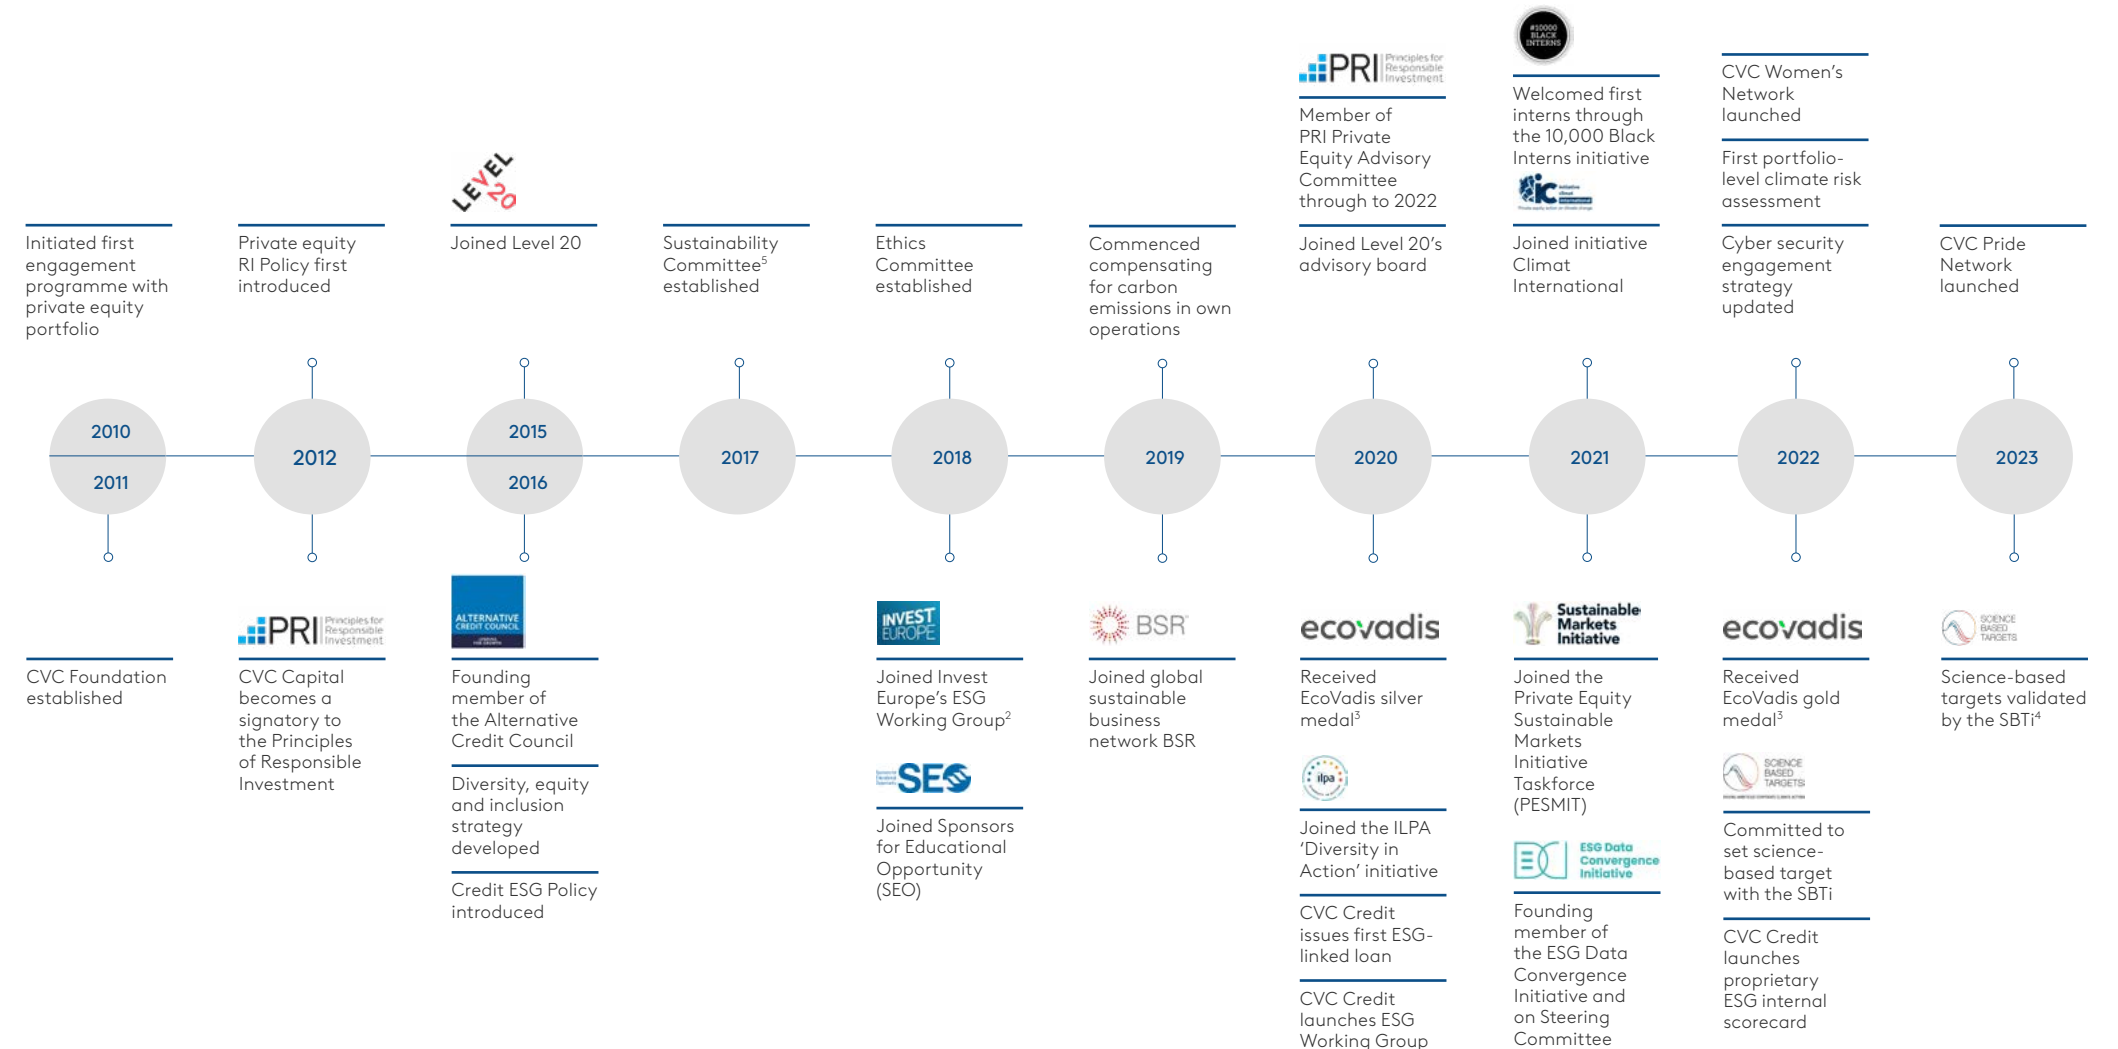 Initiated first
engagement
programme with
private equity
portfolio
Private equity
RI Policy first
introduced
LEVEL
20
Joined Level 20
Sustainability
Committee⁵
established
Ethics
Committee
established
Commenced
compensating
for carbon
emissions in own
operations
PRI Principles for
Responsible
Investment
Member of
PRI Private
Equity Advisory
Committee
through to 2022
Joined Level 20’s
advisory board
#10000
BLACK
INTERNS
Welcomed first
interns through
the 10,000 Black
Interns initiative
iC initiative
climat
international
Joined initiative
Climat
International
CVC Women’s
Network
launched
First portfolio-
level climate risk
assessment
Cyber security
engagement
strategy
updated
CVC Pride
Network
launched
2010
2011
2012
2015
2016
2017
2018
2019
2020
2021
2022
2023
CVC Foundation
established
PRI Principles for
Responsible
Investment
CVC Capital
becomes a
signatory to
the Principles
of Responsible
Investment
ALTERNATIVE
CREDIT COUNCIL
Founding
member of
the Alternative
Credit Council
Diversity, equity
and inclusion
strategy
developed
Credit ESG Policy
introduced
INVEST
EUROPE
Joined Invest
Europe’s ESG
Working Group²
SEO
Joined Sponsors
for Educational
Opportunity
(SEO)
BSR
Joined global
sustainable
business
network BSR
ecovadis
Received
EcoVadis silver
medal³
ilpa
Joined the ILPA
‘Diversity in
Action’ initiative
CVC Credit
issues first ESG-
linked loan
CVC Credit
launches ESG
Working Group
Sustainable
Markets
Initiative
Joined the
Private Equity
Sustainable
Markets
Initiative
Taskforce
(PESMIT)
ESG Data
Convergence
Initiative
Founding
member of
the ESG Data
Convergence
Initiative and
on Steering
Committee
ecovadis
Received
EcoVadis gold
medal³
SCIENCE
BASED
TARGETS
Committed to
set science-
based target
with the SBTi
CVC Credit
launches
proprietary
ESG internal
scorecard
SCIENCE
BASED
TARGETS
Science-based
targets validated
by the SBTi⁴